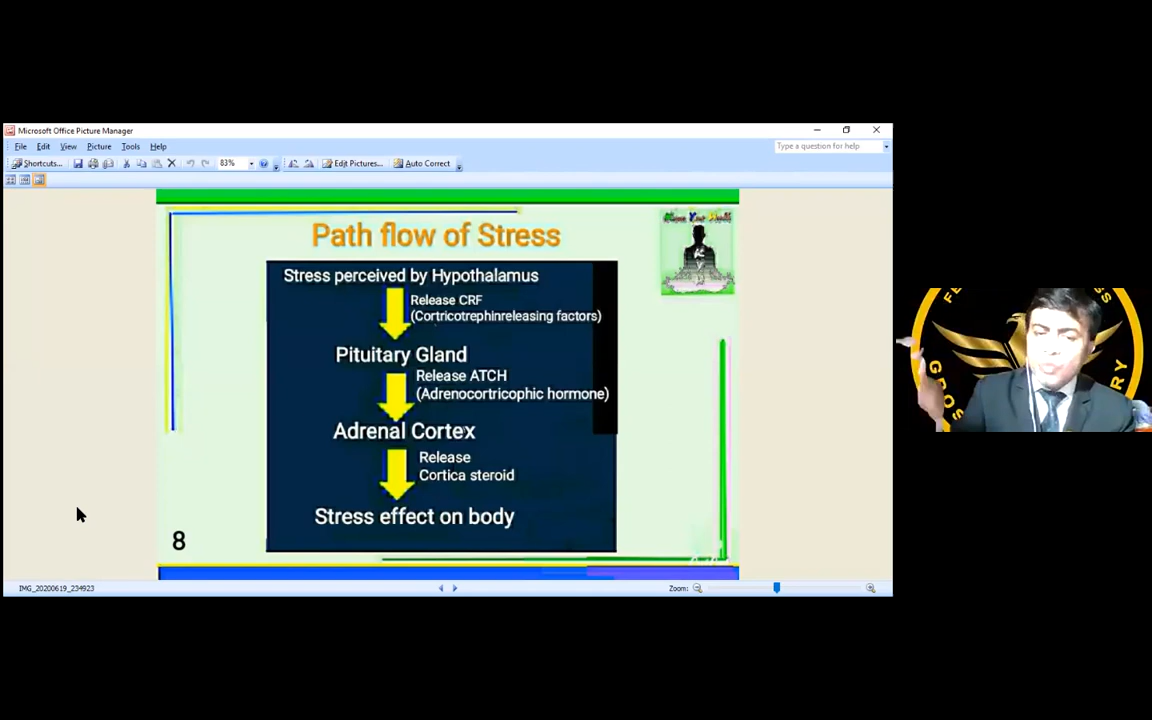 Microsoft Office Picture Manager
File Edit View Picture Tools Help
Type a question for help
Shortcuts... 83% Edit Pictures... Auto Correct
Path flow of Stress
Stress perceived by Hypothalamus
Release CRF
(Cortricotrephinreleasing factors)
Pituitary Gland
Release ATCH
(Adrenocortricophic hormone)
Adrenal Cortex
Release
Cortica steroid
Stress effect on body
8
IMG_20200619_234923
Zoom: